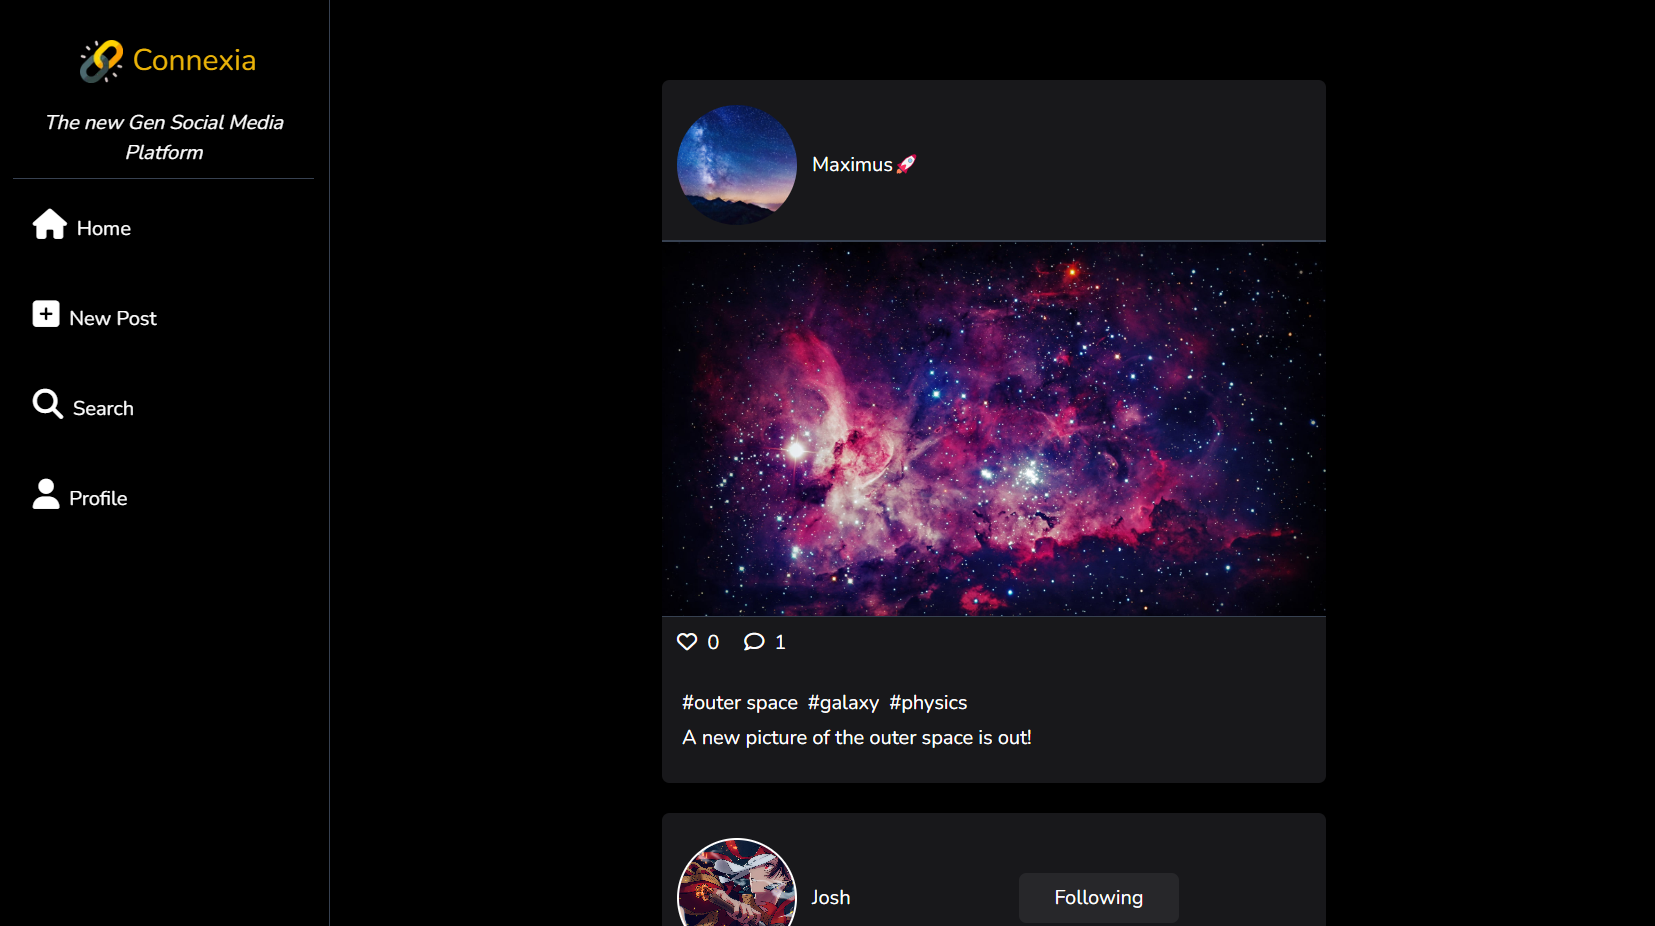 Connexia
The new Gen Social Media
Platform
Home
New Post
Search
Profile
Maximus🚀
0 1
#outer space #galaxy #physics
A new picture of the outer space is out!
Josh
Following